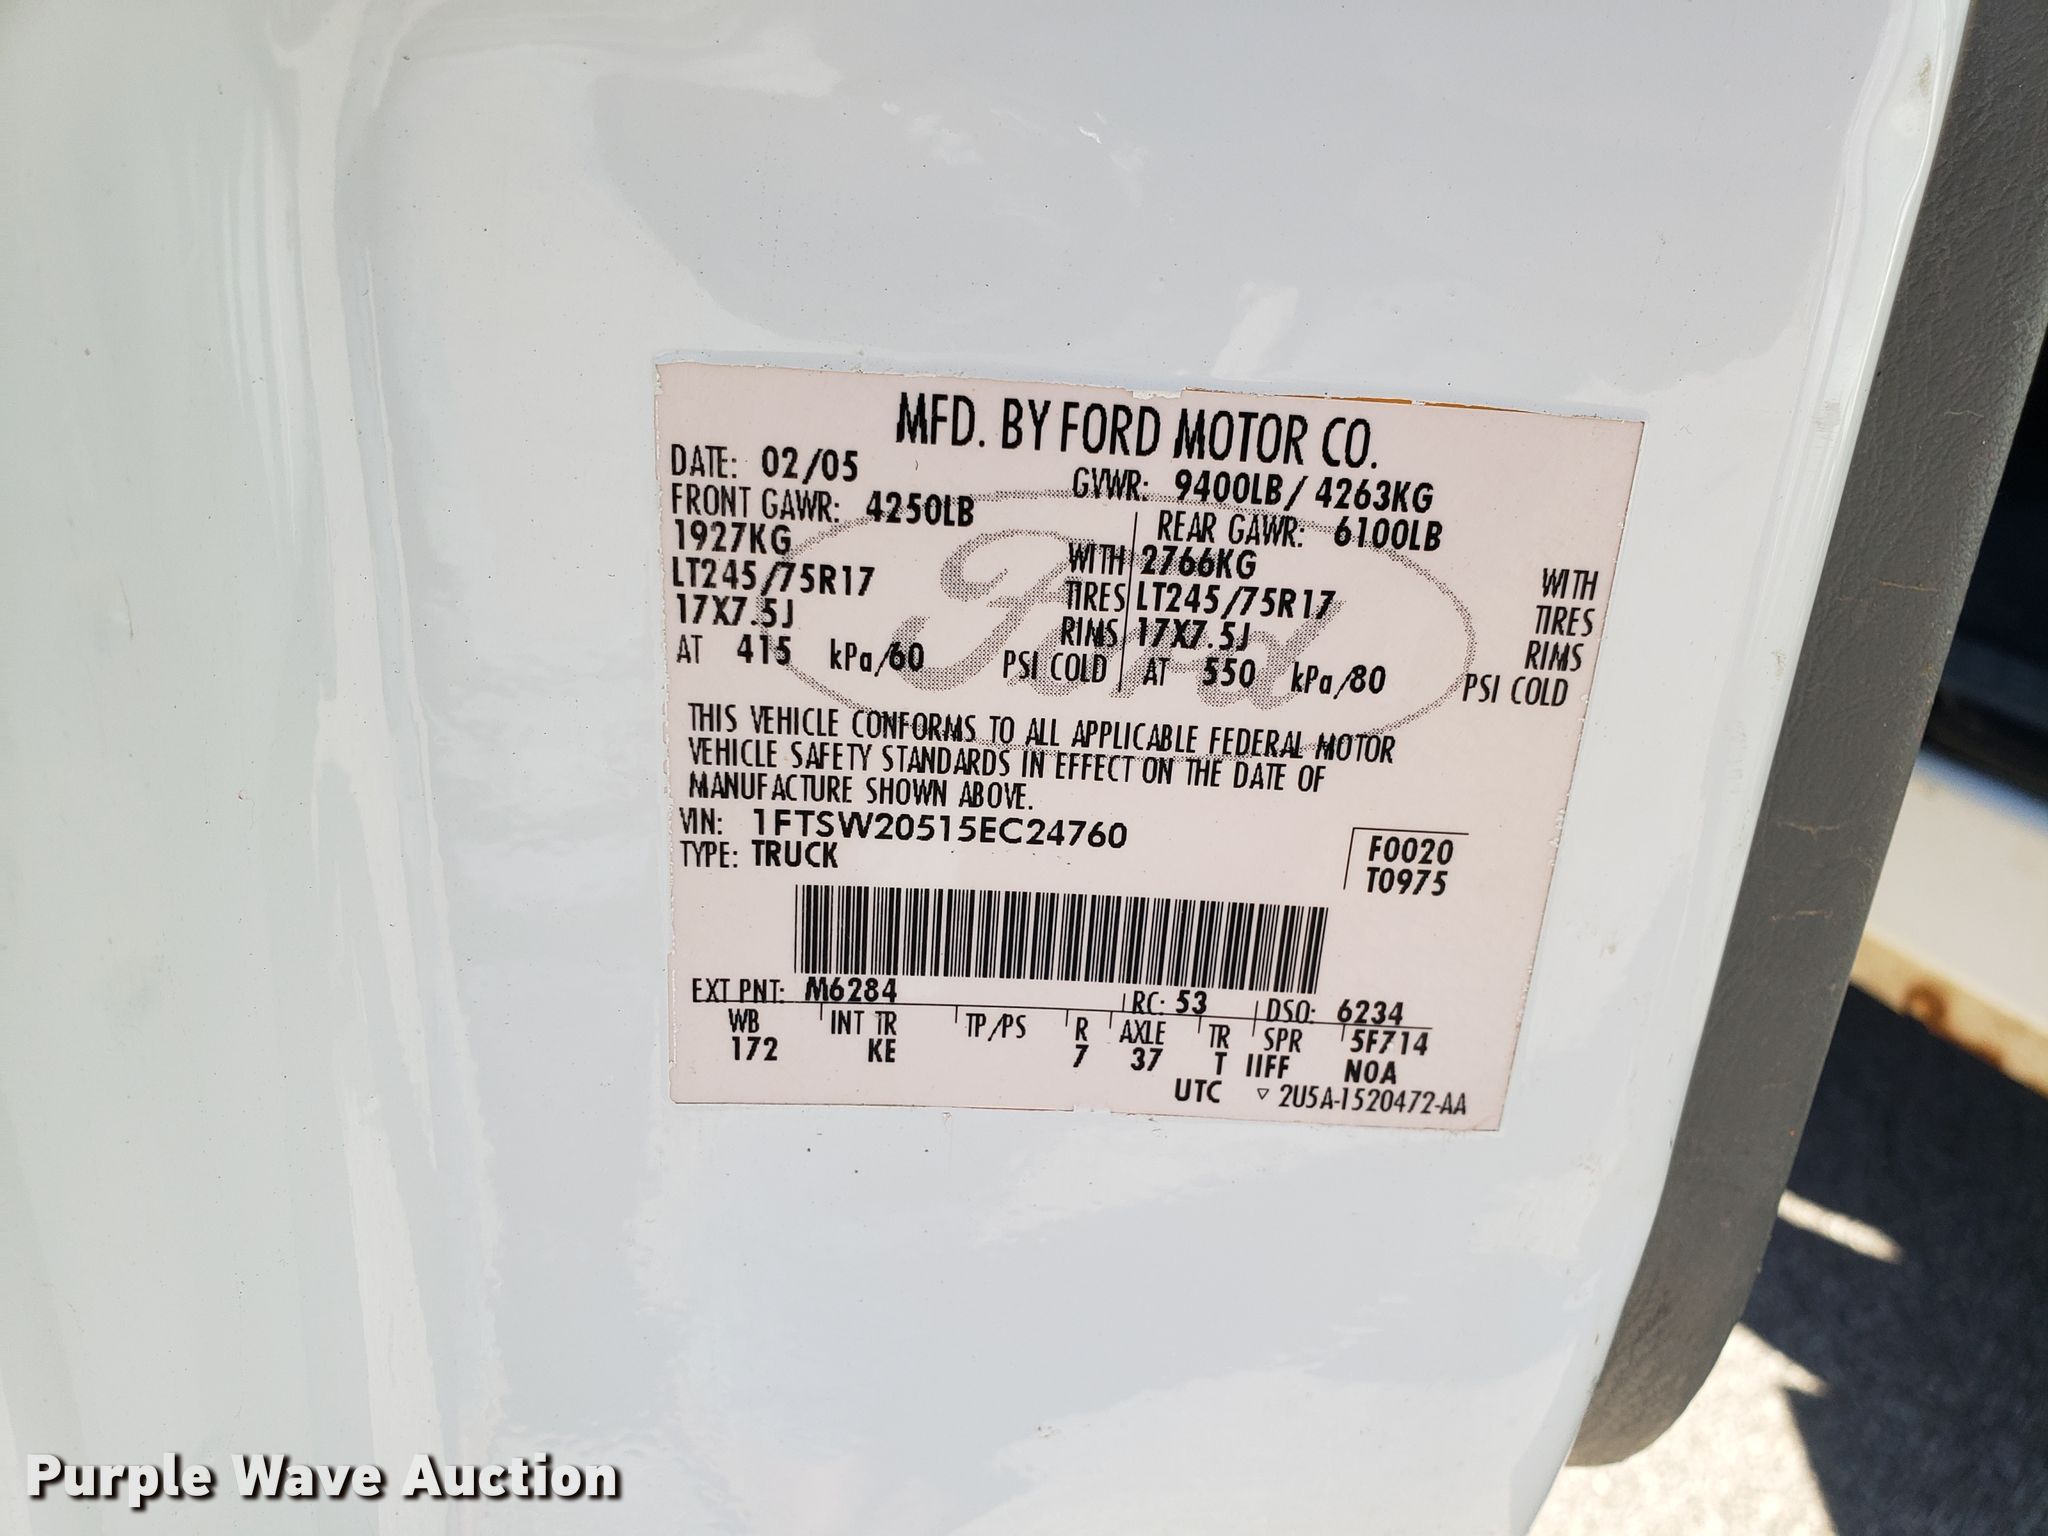 MFD. BY FORD MOTOR CO.
DATE: 02/05 GVWR: 9400LB/ 4263KG
FRONT GAWR: 4250LB REAR GAWR: 6100LB
1927KG WITH 2766KG WITH
LT245/75R17 TIRES LT245/75R17 TIRES
17X7.5J RIMS 17X7.5J RIMS
AT 415 kPa/60 PSI COLD AT 550 kPa/80 PSI COLD
Ford
THIS VEHICLE CONFORMS TO ALL APPLICABLE FEDERAL MOTOR
VEHICLE SAFETY STANDARDS IN EFFECT ON THE DATE OF
MANUFACTURE SHOWN ABOVE.
VIN: 1FTSW20515EC24760
TYPE: TRUCK
F0020
T0975
EXT PNT: M6284 RC: 53 DSO: 6234
WB INT TR TP/PS R AXLE TR SPR 5F714
172 KE 7 37 T IIFF NOA
UTC ▽ 2U5A-1520472-AA
Purple Wave Auction